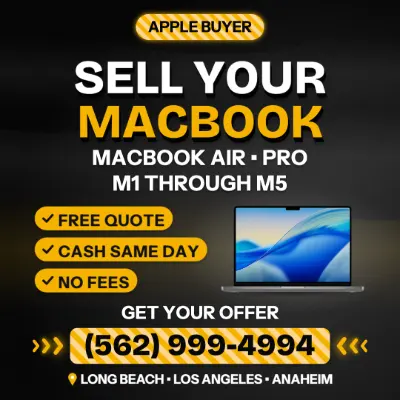 APPLE BUYER
SELL YOUR
MACBOOK
MACBOOK AIR • PRO
M1 THROUGH M5
FREE QUOTE
CASH SAME DAY
NO FEES
GET YOUR OFFER
(562) 999-4994
LONG BEACH • LOS ANGELES • ANAHEIM